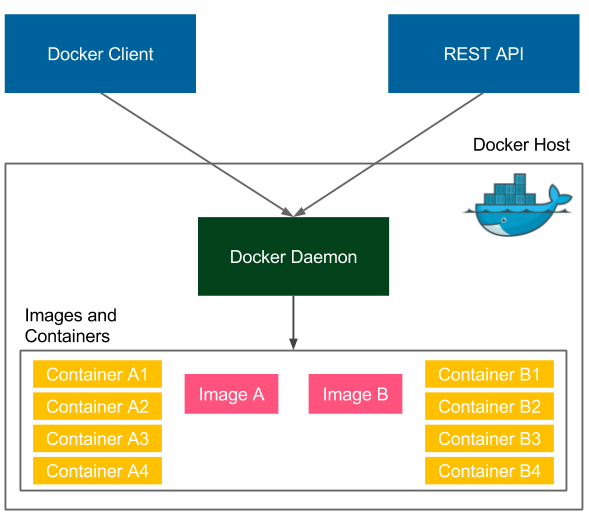 Docker Client
REST API
Docker Host
Docker Daemon
Images and
Containers
Container A1
Container A2
Container A3
Container A4
Image A
Image B
Container B1
Container B2
Container B3
Container B4